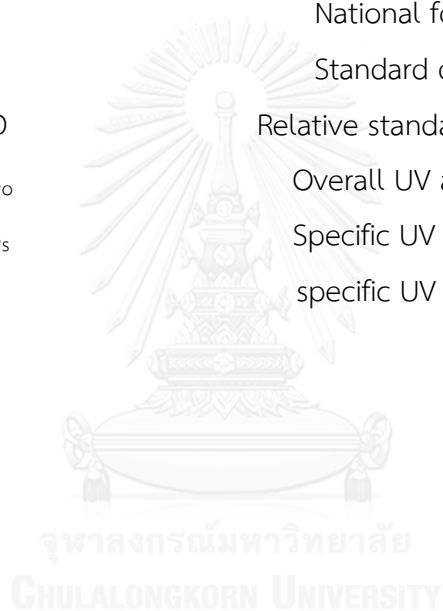 National fo
Standard
D Relative standa
Overall UV
o
Specific UV
s
specific UV
จุฬาลงกรณ์มหาวิทยาลัย
CHULALONGKORN UNIVERSITY